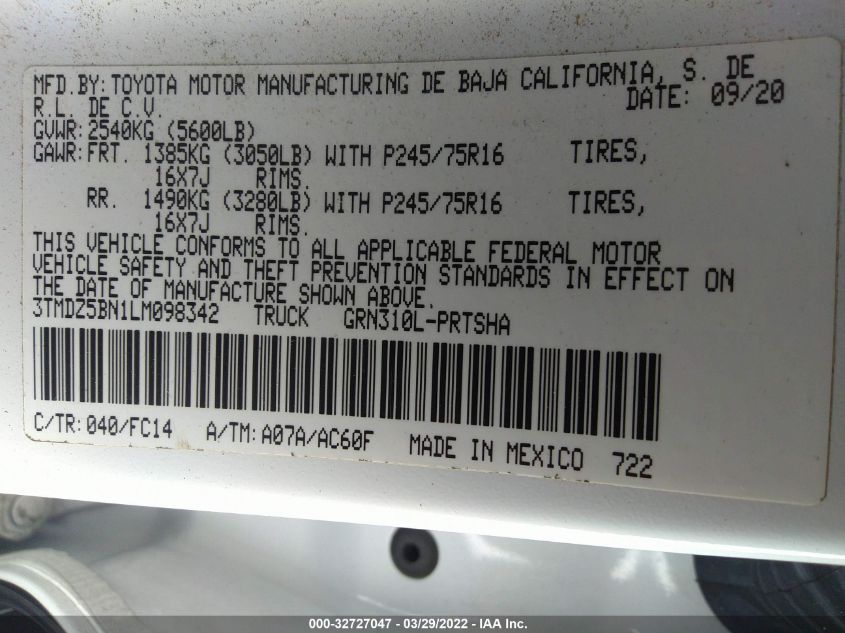 MFD.BY: TOYOTA MOTOR MANUFACTURING DE BAJA CALIFORNIA, S. DE
R.L. DE C.V. DATE: 09/20
GVWR: 2540KG (5600LB)
GAWR: FRT. 1385KG (3050LB) WITH P245/75R16 TIRES,
16X7J RIMS.
RR. 1490KG (3280LB) WITH P245/75R16 TIRES,
16X7J RIMS.
THIS VEHICLE CONFORMS TO ALL APPLICABLE FEDERAL MOTOR
VEHICLE SAFETY AND THEFT PREVENTION STANDARDS IN EFFECT ON
THE DATE OF MANUFACTURE SHOWN ABOVE.
3TMDZ5BN1LM098342 TRUCK GRN310L-PRTSHA
C/TR: 040/FC14 A/TM: A07A/AC60F MADE IN MEXICO 722
000-32727047 / 03/29/2022 - IAA Inc.